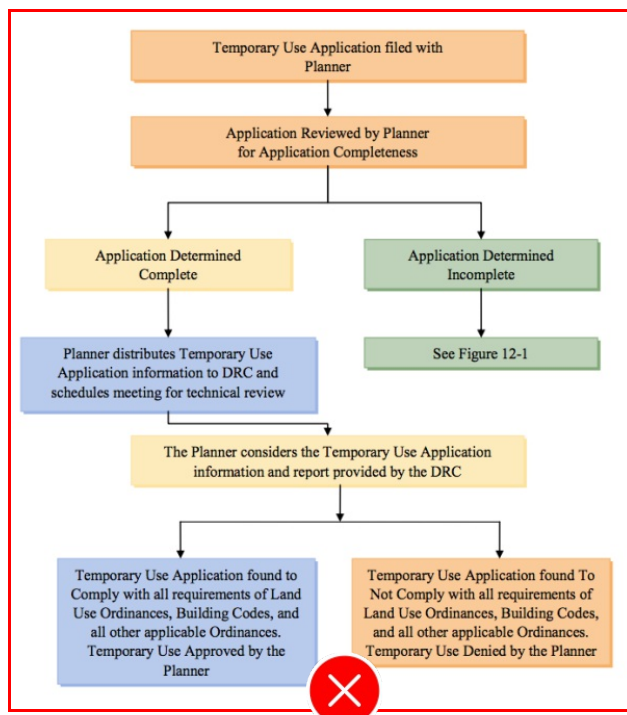 Temporary Use Application filed with
Planner
Application Reviewed by Planner
for Application Completeness
Application Determined
Complete
Application Determined
Incomplete
Planner distributes Temporary Use
Application information to DRC and
schedules meeting for technical review
See Figure 12-1
The Planner considers the Temporary Use Application
information and report provided by the DRC
Temporary Use Application found to
Comply with all requirements of Land
Use Ordinances, Building Codes, and
all other applicable Ordinances.
Temporary Use Approved by the
Planner
Temporary Use Application found To
Not Comply with all requirements of
Land Use Ordinances, Building Codes,
and all other applicable Ordinances.
Temporary Use Denied by the Planner